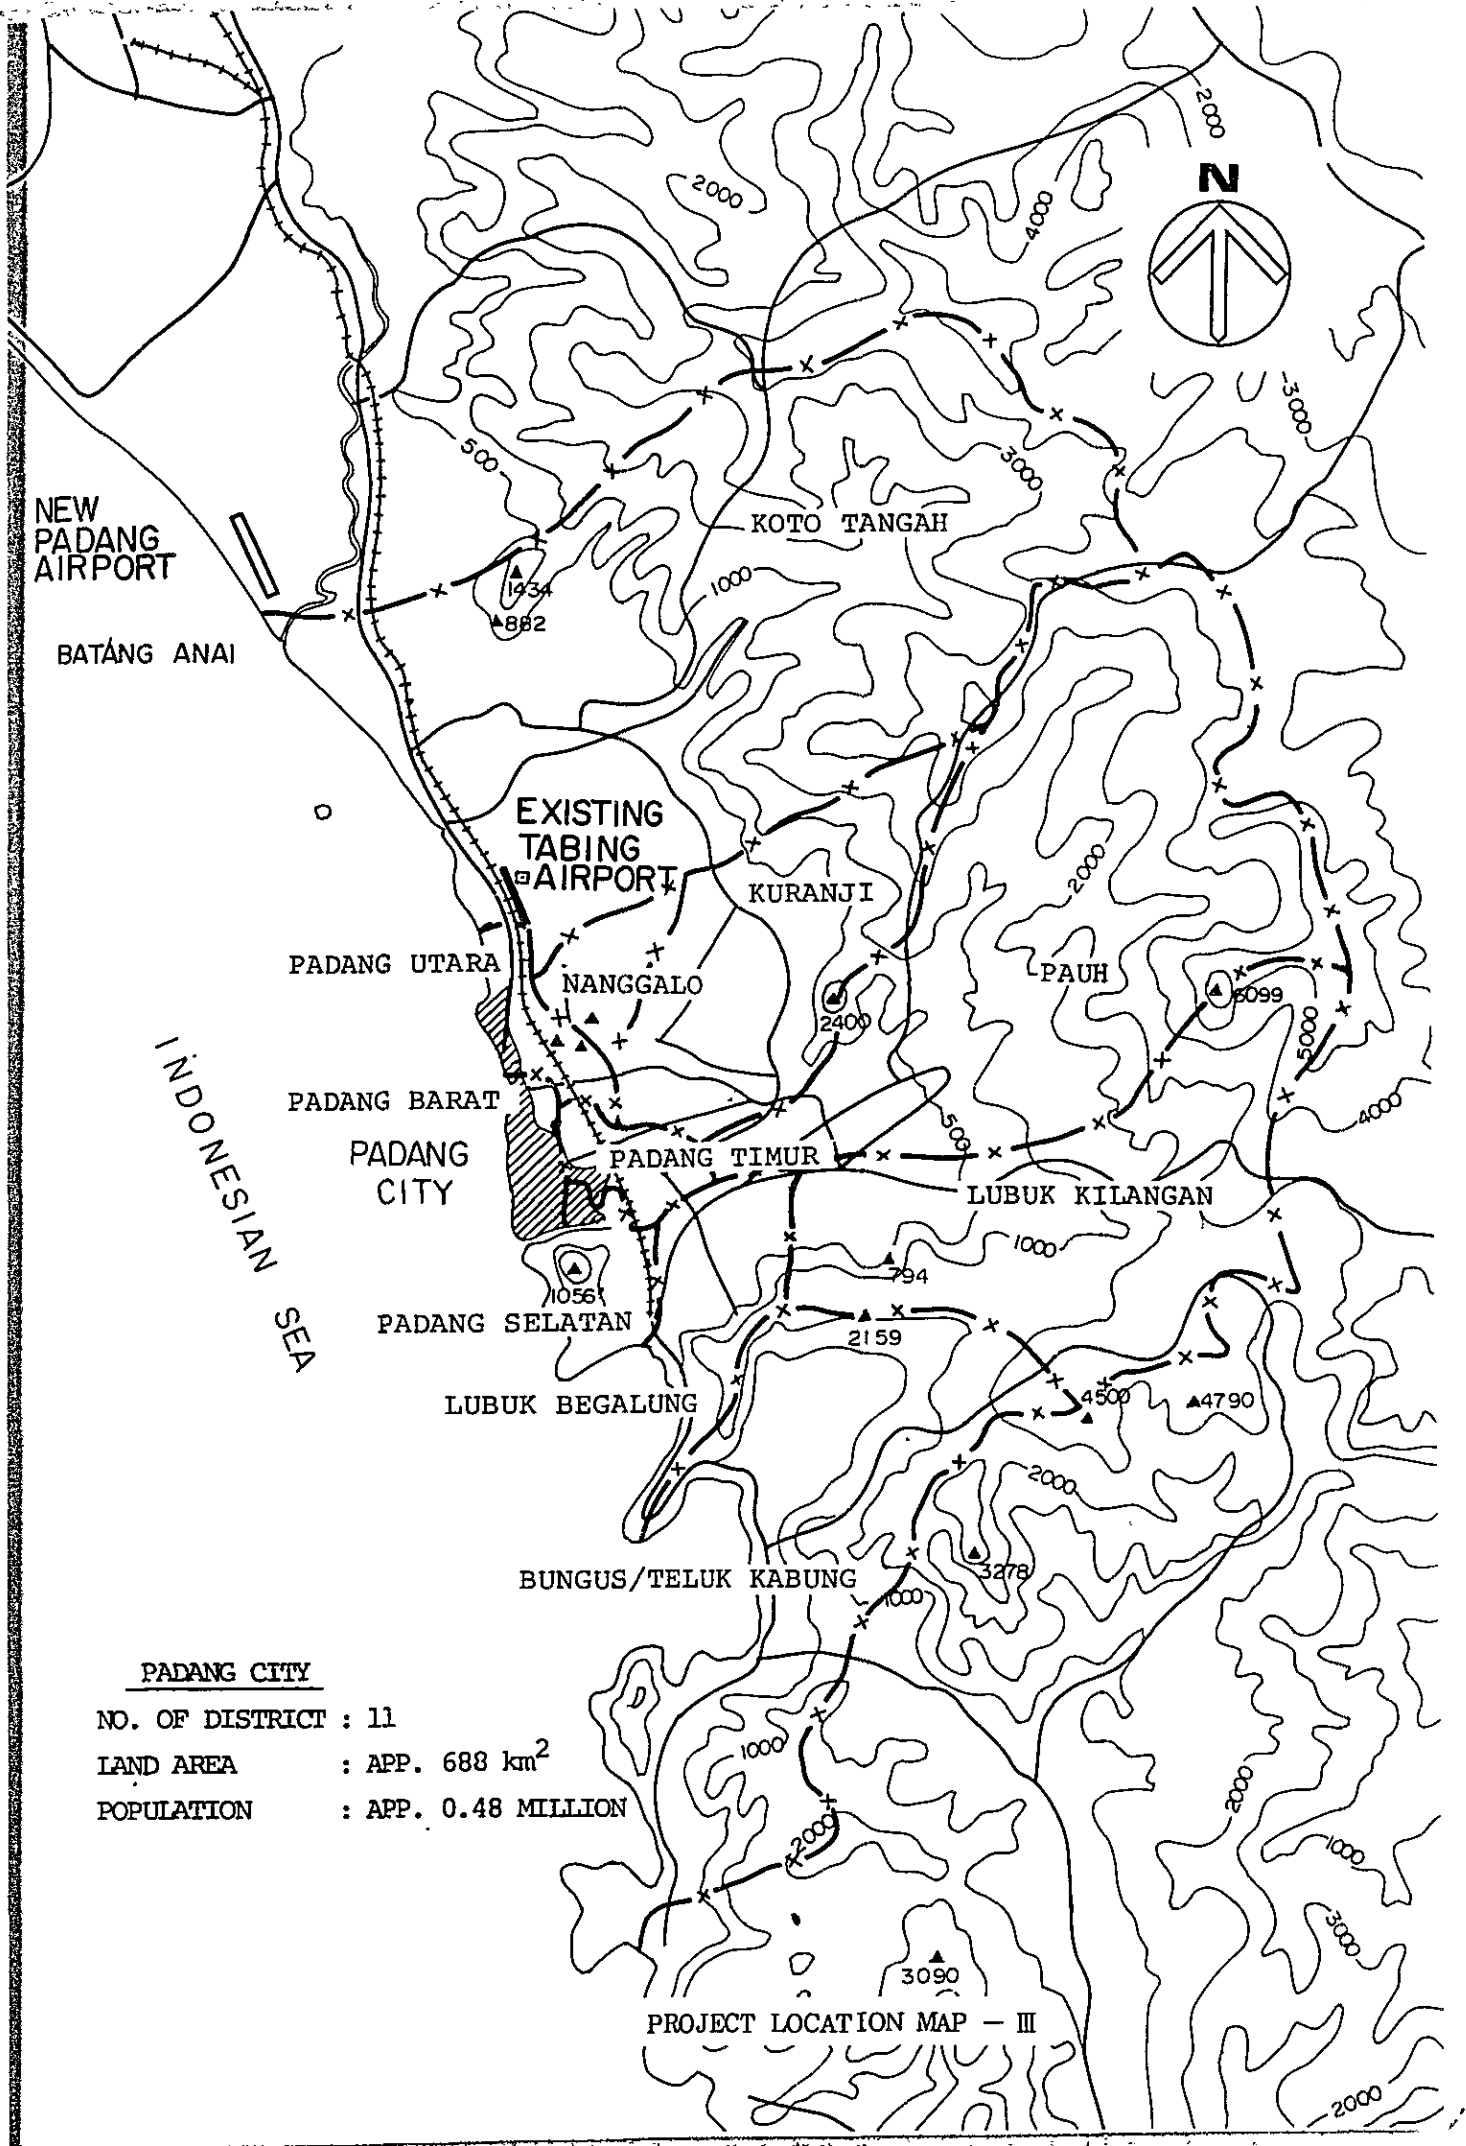 2000
N
2000
4000
3000
500
3000
NEW
PADANG
AIRPORT
KOTO TANGAH
1434
1000
882
BATANG ANAI
EXISTING
TABING
AIRPORT
2000
KURANJI
PADANG UTARA
NANGGALO
PAUH
6099
2400
5000
INDONESIAN SEA
PADANG BARAT
500
4000
PADANG
CITY
PADANG TIMUR
LUBUK KILANGAN
1000
794
1056
PADANG SELATAN
2159
LUBUK BEGALUNG
4500
4790
2000
BUNGUS/TELUK KABUNG
3278
1000
PADANG CITY
NO. OF DISTRICT : 11
LAND AREA : APP. 688 km²
POPULATION : APP. 0.48 MILLION
1000
2000
2000
1000
3000
3090
PROJECT LOCATION MAP — III
2000